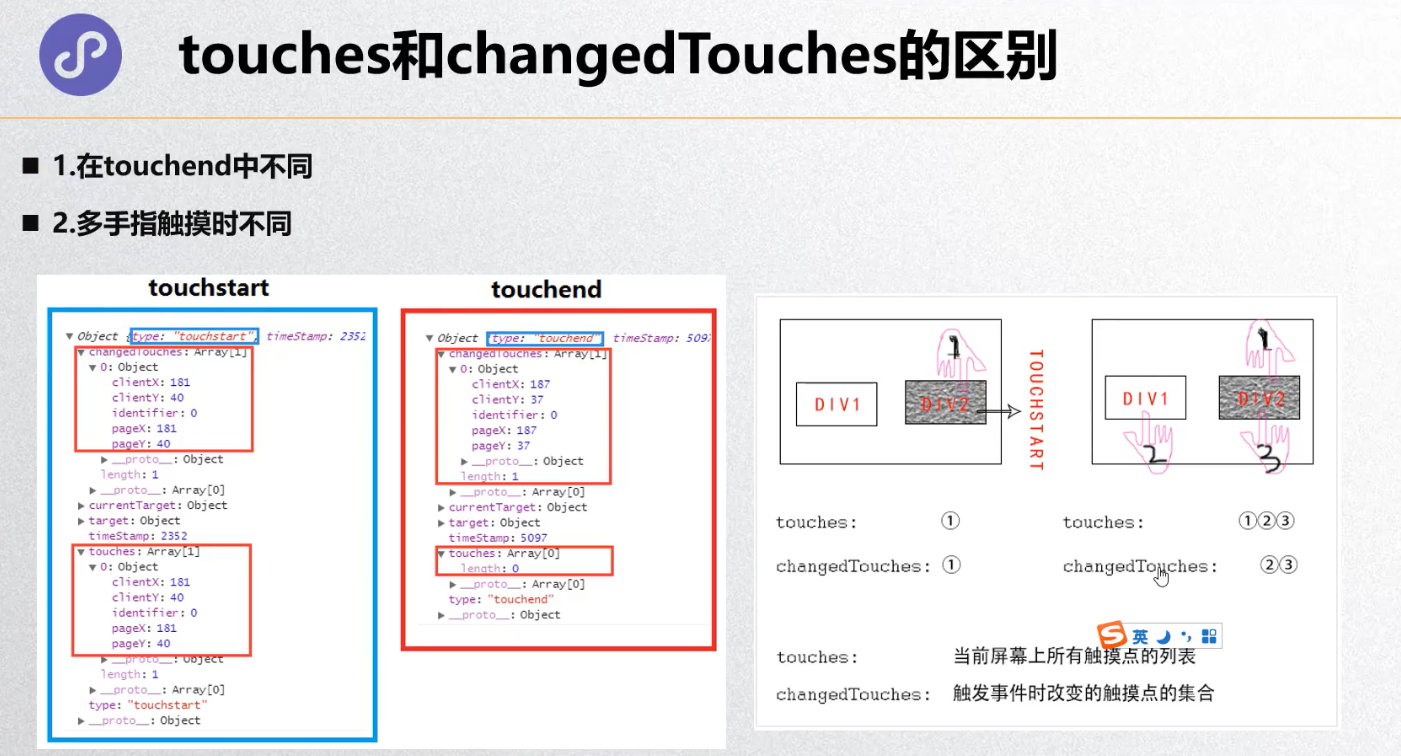 touches和changedTouches的区别
■ 1.在touchend中不同
■ 2.多手指触摸时不同
touchstart
▼ Object {type: "touchstart", timeStamp: 2352
▼ changedTouches: Array[1]
▼ 0: Object
clientX: 181
clientY: 40
identifier: 0
pageX: 181
pageY: 40
▶ __proto__: Object
length: 1
▶ __proto__: Array[0]
▶ currentTarget: Object
▶ target: Object
timeStamp: 2352
▼ touches: Array[1]
▼ 0: Object
clientX: 181
clientY: 40
identifier: 0
pageX: 181
pageY: 40
▶ __proto__: Object
length: 1
▶ __proto__: Array[0]
type: "touchstart"
▶ __proto__: Object
touchend
▼ Object {type: "touchend", timeStamp: 5097
▼ changedTouches: Array[1]
▼ 0: Object
clientX: 187
clientY: 37
identifier: 0
pageX: 187
pageY: 37
▶ __proto__: Object
length: 1
▶ __proto__: Array[0]
▶ currentTarget: Object
▶ target: Object
timeStamp: 5097
▼ touches: Array[0]
length: 0
▶ __proto__: Array[0]
type: "touchend"
▶ __proto__: Object
1
DIV1 DIV2
TOUCHSTART
1
DIV1 DIV2
2 3
touches: ①
changedTouches: ①
touches: ①②③
changedTouches: ②③
S 英
touches: 当前屏幕上所有触摸点的列表
changedTouches: 触发事件时改变的触摸点的集合